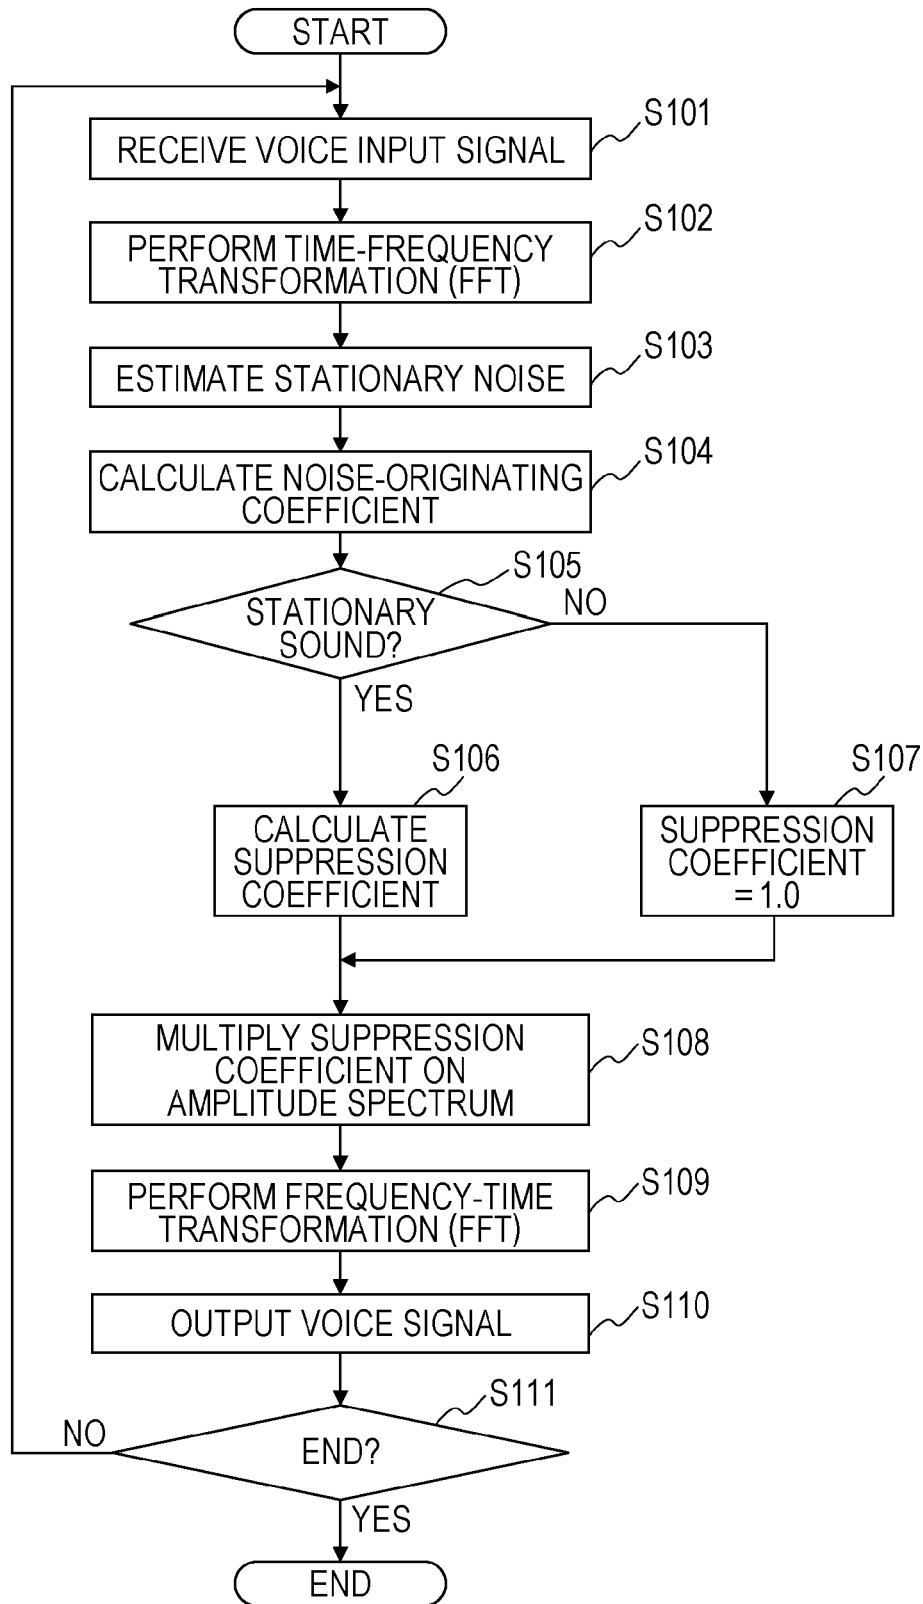 START
S101
RECEIVE VOICE INPUT SIGNAL
S102
PERFORM TIME-FREQUENCY
TRANSFORMATION (FFT)
S103
ESTIMATE STATIONARY NOISE
S104
CALCULATE NOISE-ORIGINATING
COEFFICIENT
S105
STATIONARY
SOUND?
NO
YES
S106
CALCULATE
SUPPRESSION
COEFFICIENT
S107
SUPPRESSION
COEFFICIENT
= 1.0
S108
MULTIPLY SUPPRESSION
COEFFICIENT ON
AMPLITUDE SPECTRUM
S109
PERFORM FREQUENCY-TIME
TRANSFORMATION (FFT)
S110
OUTPUT VOICE SIGNAL
S111
END?
NO
YES
END